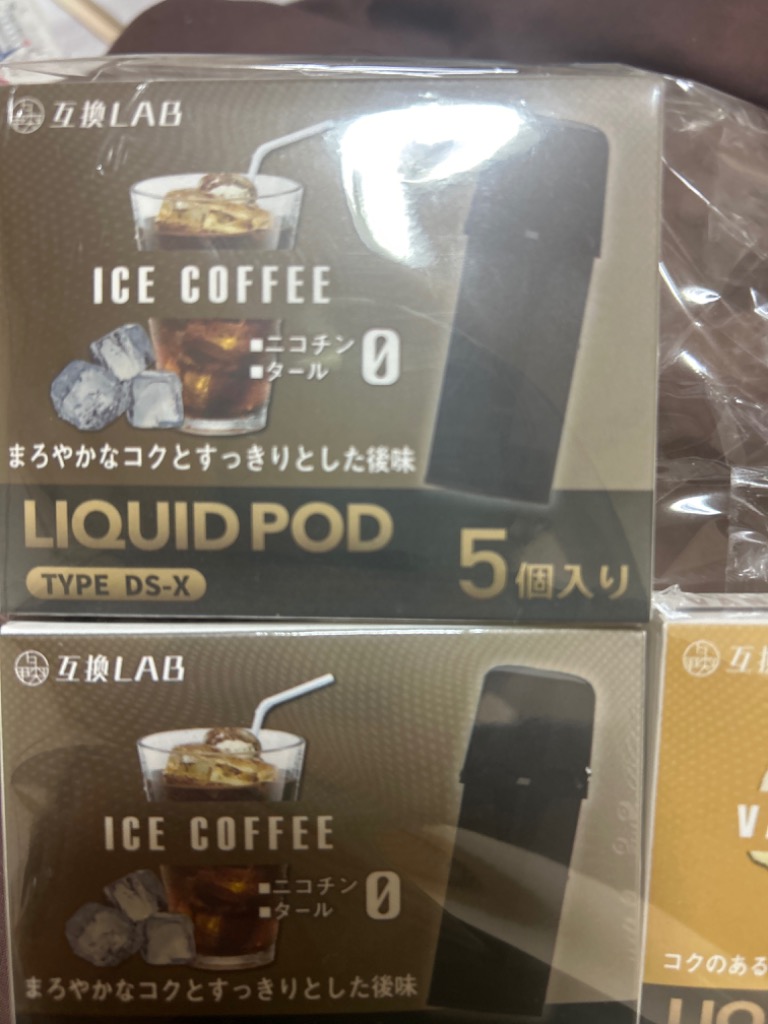 互換LAB
ICE COFFEE
■ニコチン 0
■タール
まろやかなコクとすっきりとした後味
LIQUID POD
TYPE DS-X
5個入り
互換LAB
ICE COFFEE
■ニコチン 0
■タール
まろやかなコクとすっきりとした後味
互
コクのある